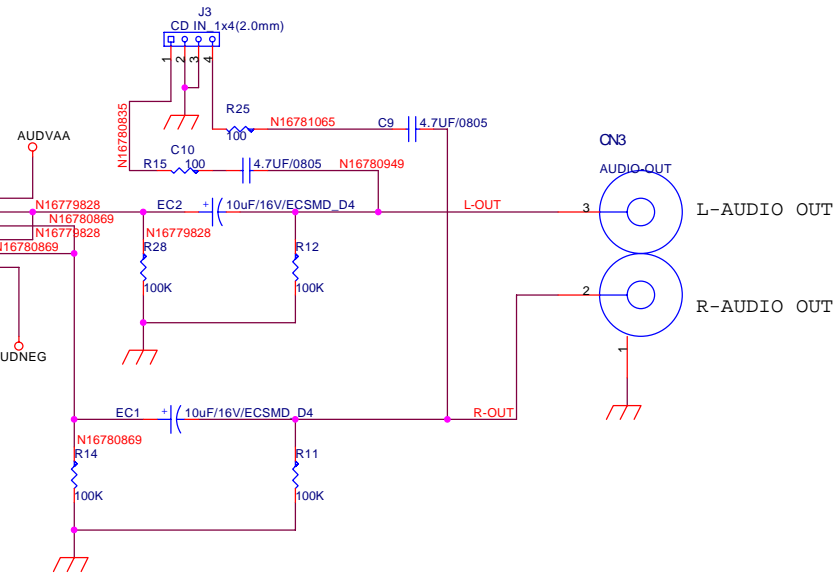 J3
CD IN_1x4(2.0mm)
1
2
3
4
N16780835
R25
100
N16781065
C9
4.7UF/0805
AUDVAA
C10
R15
100
4.7UF/0805
N16780949
CN3
AUDIO-OUT
N16779828
EC2
+
10uF/16V/ECSMD_D4
L-OUT
3
L-AUDIO OUT
N16780869
N16779828
N16779828
N16780869
R28
100K
R12
100K
2
R-AUDIO OUT
UDNEG
1
EC1
+
10uF/16V/ECSMD_D4
R-OUT
N16780869
R14
100K
R11
100K